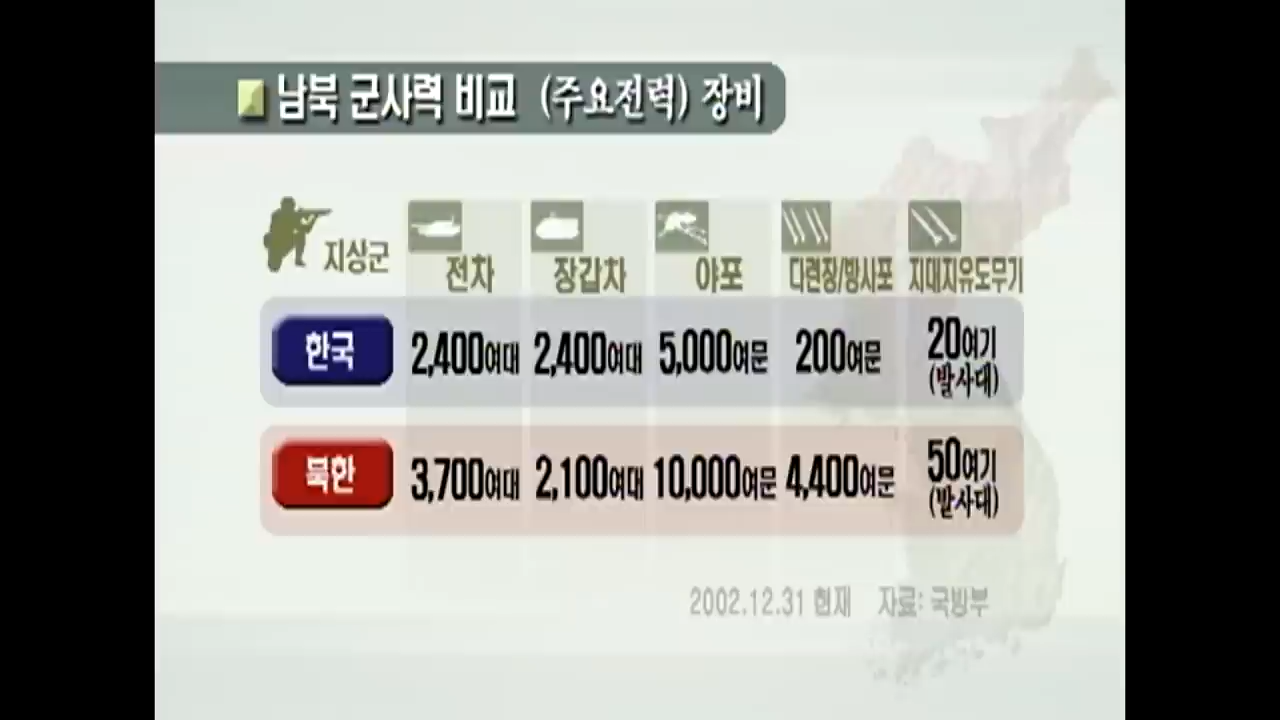 남북 군사력 비교 (주요전력) 장비
지상군 전차 장갑차 야포 다련장/방사포 지대지유도무기
한국 2,400여대 2,400여대 5,000여문 200여문 20여기
(발사대)
북한 3,700여대 2,100여대 10,000여문 4,400여문 50여기
(발사대)
2002.12.31 현재 자료: 국방부